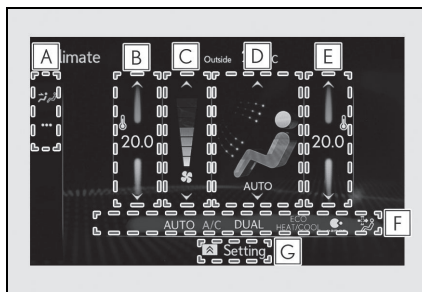 A B C D E
limate Outside c
20.0 20.0
AUTO
AUTO A/C DUAL ECO HEAT/COOL F
Setting G